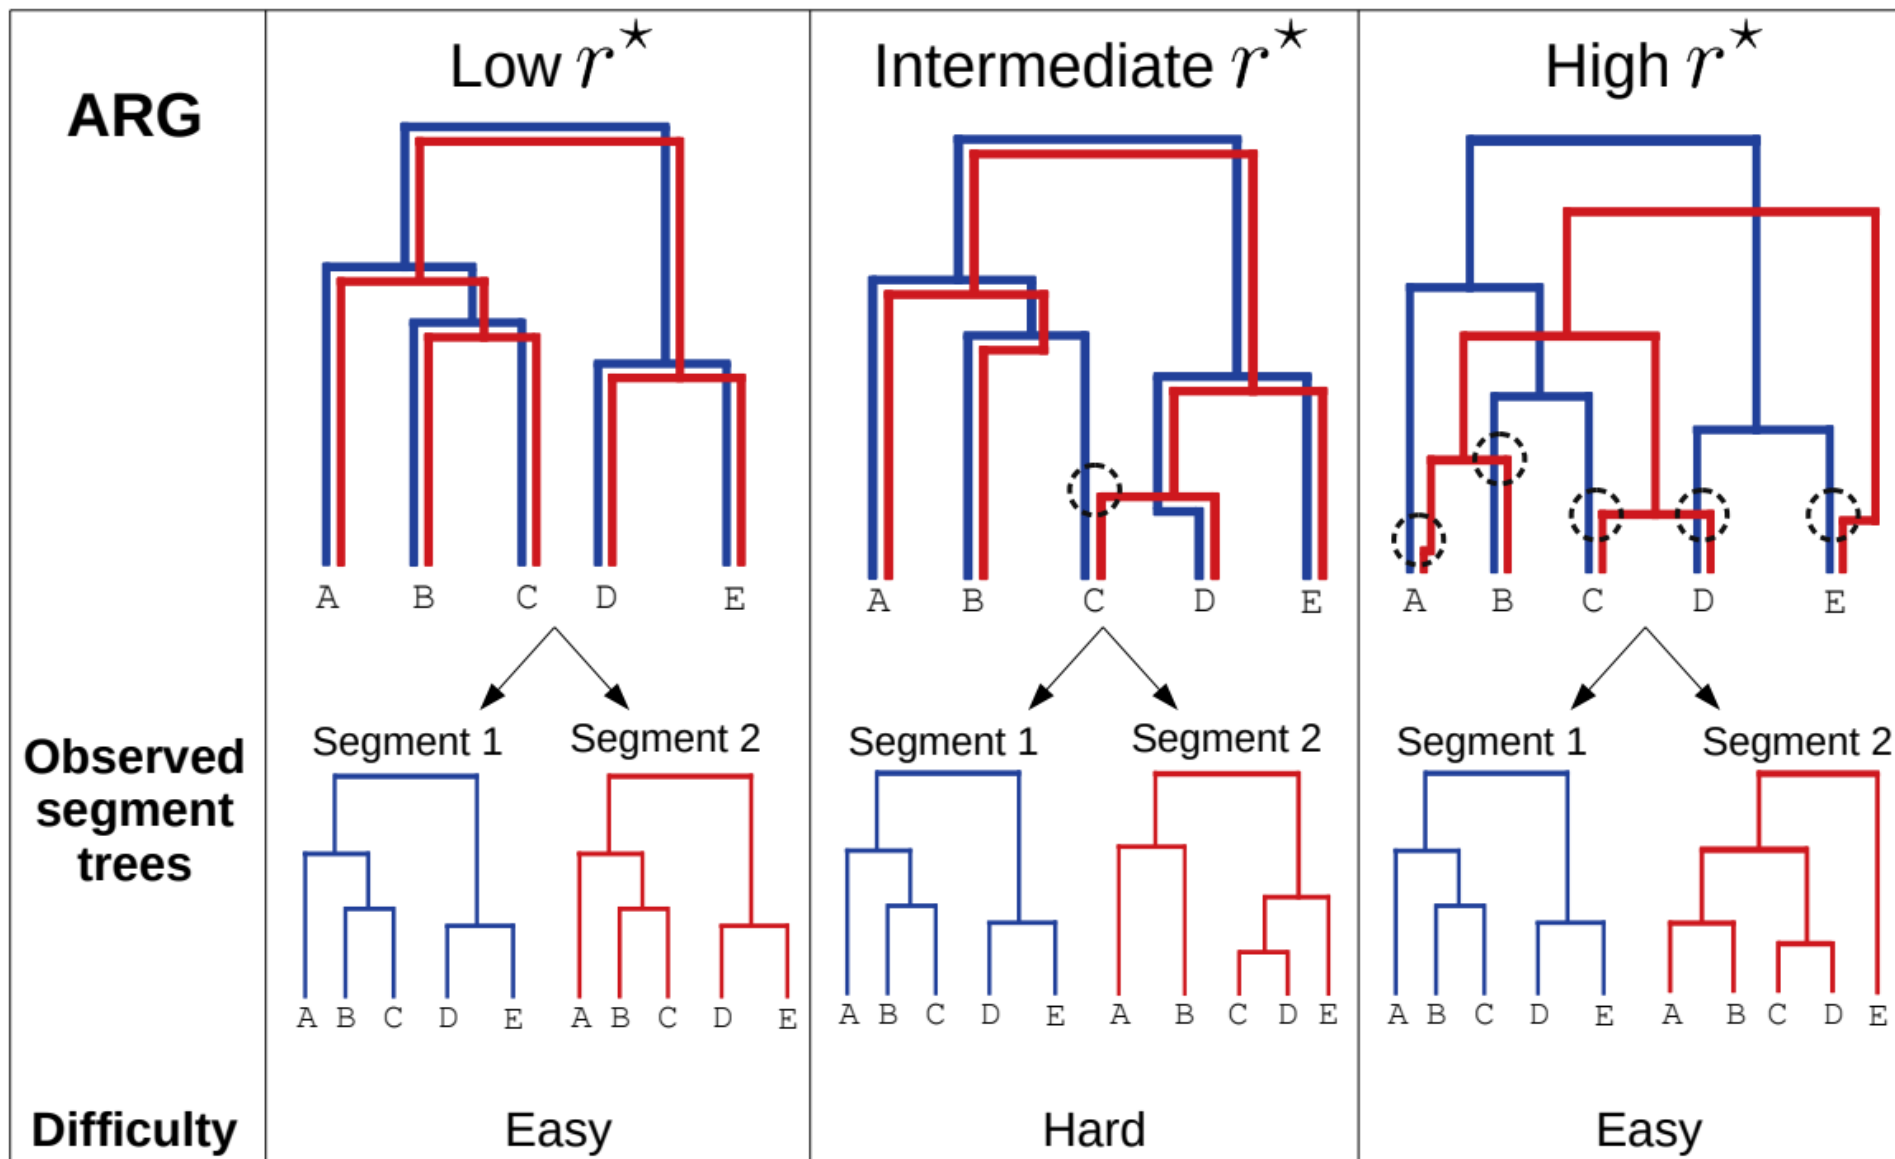 ARG
Low r★
Intermediate r★
High r★
A B C D E
A B C D E
A B C D E
Observed
segment
trees
Segment 1 Segment 2
Segment 1 Segment 2
Segment 1 Segment 2
A B C D E A B C D E
A B C D E A B C D E
A B C D E A B C D E
Difficulty
Easy
Hard
Easy